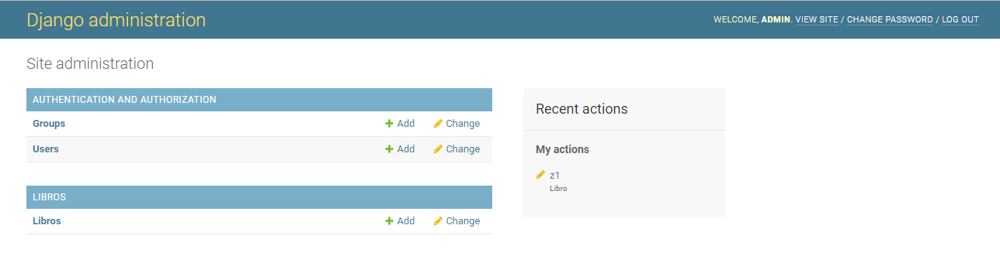 Django administration
WELCOME, ADMIN. VIEW SITE / CHANGE PASSWORD / LOG OUT
Site administration
AUTHENTICATION AND AUTHORIZATION
Groups Add Change
Users Add Change
LIBROS
Libros Add Change
Recent actions
My actions
z1
Libro